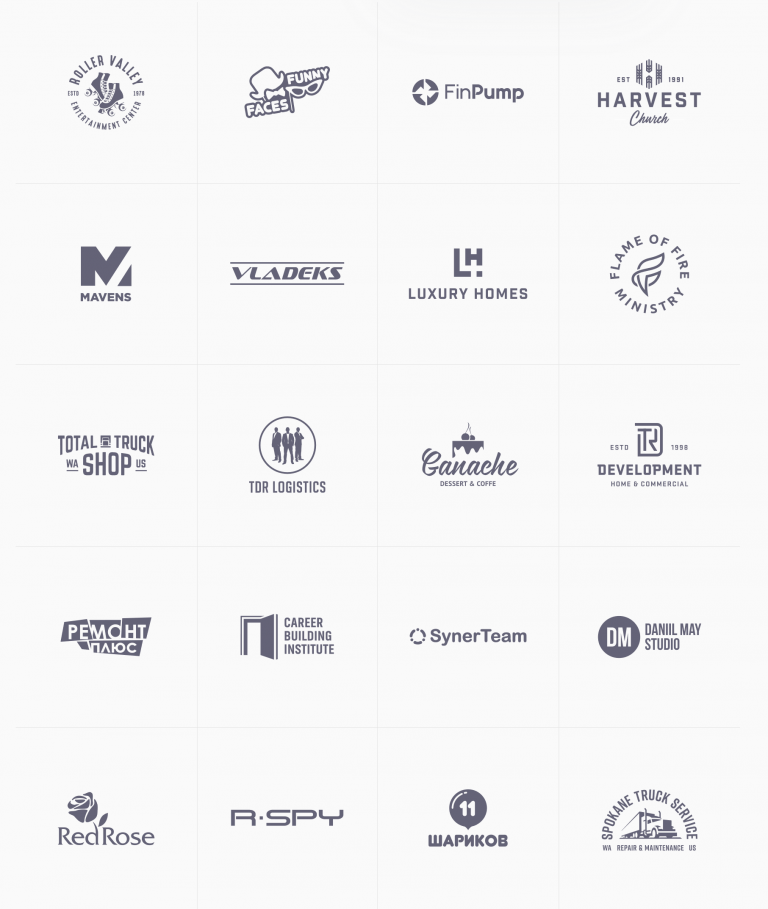 ROLLER VALLEY
ESTD 1979
ENTERTAINMENT CENTER
FUNNY
FACES
FinPump
EST 1991
HARVEST
Church
M
MAVENS
VLADEKS
LH
LUXURY HOMES
FLAME OF FIRE
MINISTRY
TOTAL TRUCK
WA SHOP US
TDR LOGISTICS
Ganache
DESSERT & COFFE
ESTD TR 1998
DEVELOPMENT
HOME & COMMERCIAL
РЕМОНТ
ПЛЮС
CAREER
BUILDING
INSTITUTE
SynerTeam
DM
DANIIL MAY
STUDIO
RedRose
R·SPY
11
ШАРИКОВ
SPOKANE TRUCK SERVICE
WA REPAIR & MAINTENANCE US